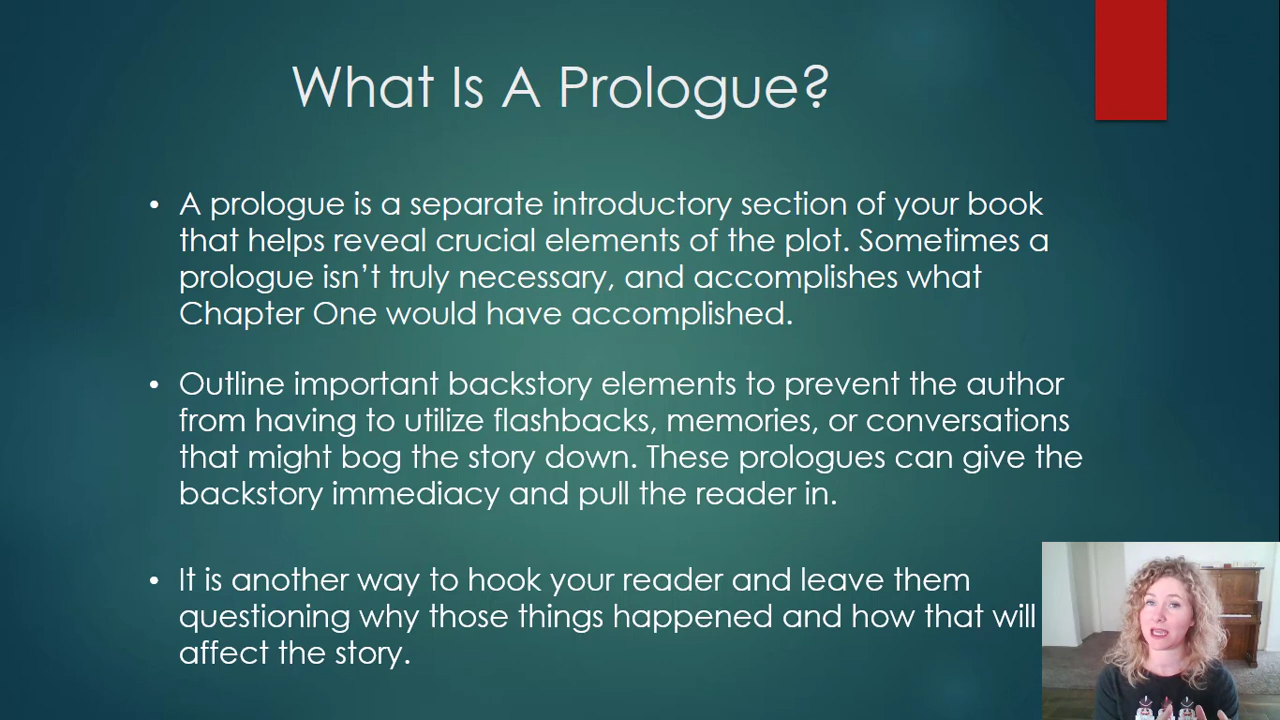 What Is A Prologue?
• A prologue is a separate introductory section of your book
that helps reveal crucial elements of the plot. Sometimes a
prologue isn’t truly necessary, and accomplishes what
Chapter One would have accomplished.
• Outline important backstory elements to prevent the author
from having to utilize flashbacks, memories, or conversations
that might bog the story down. These prologues can give the
backstory immediacy and pull the reader in.
• It is another way to hook your reader and leave them
questioning why those things happened and how that will
affect the story.